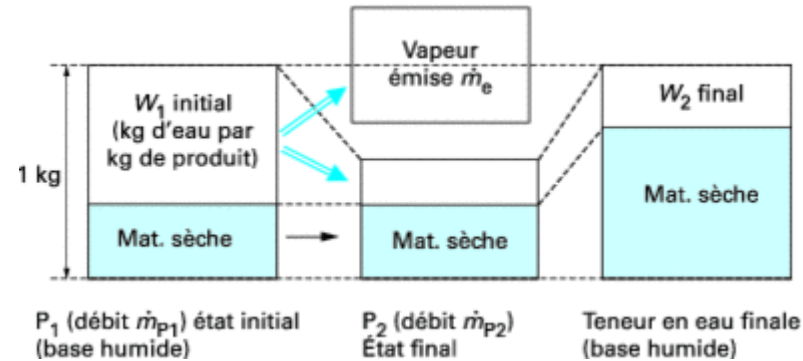 Vapeur
émise ṁe
W1 initial
(kg d'eau par
kg de produit)
W2 final
1 kg
Mat. sèche
Mat. sèche
Mat. sèche
P1 (débit ṁP1) état initial
(base humide)
P2 (débit ṁP2)
État final
Teneur en eau finale
(base humide)